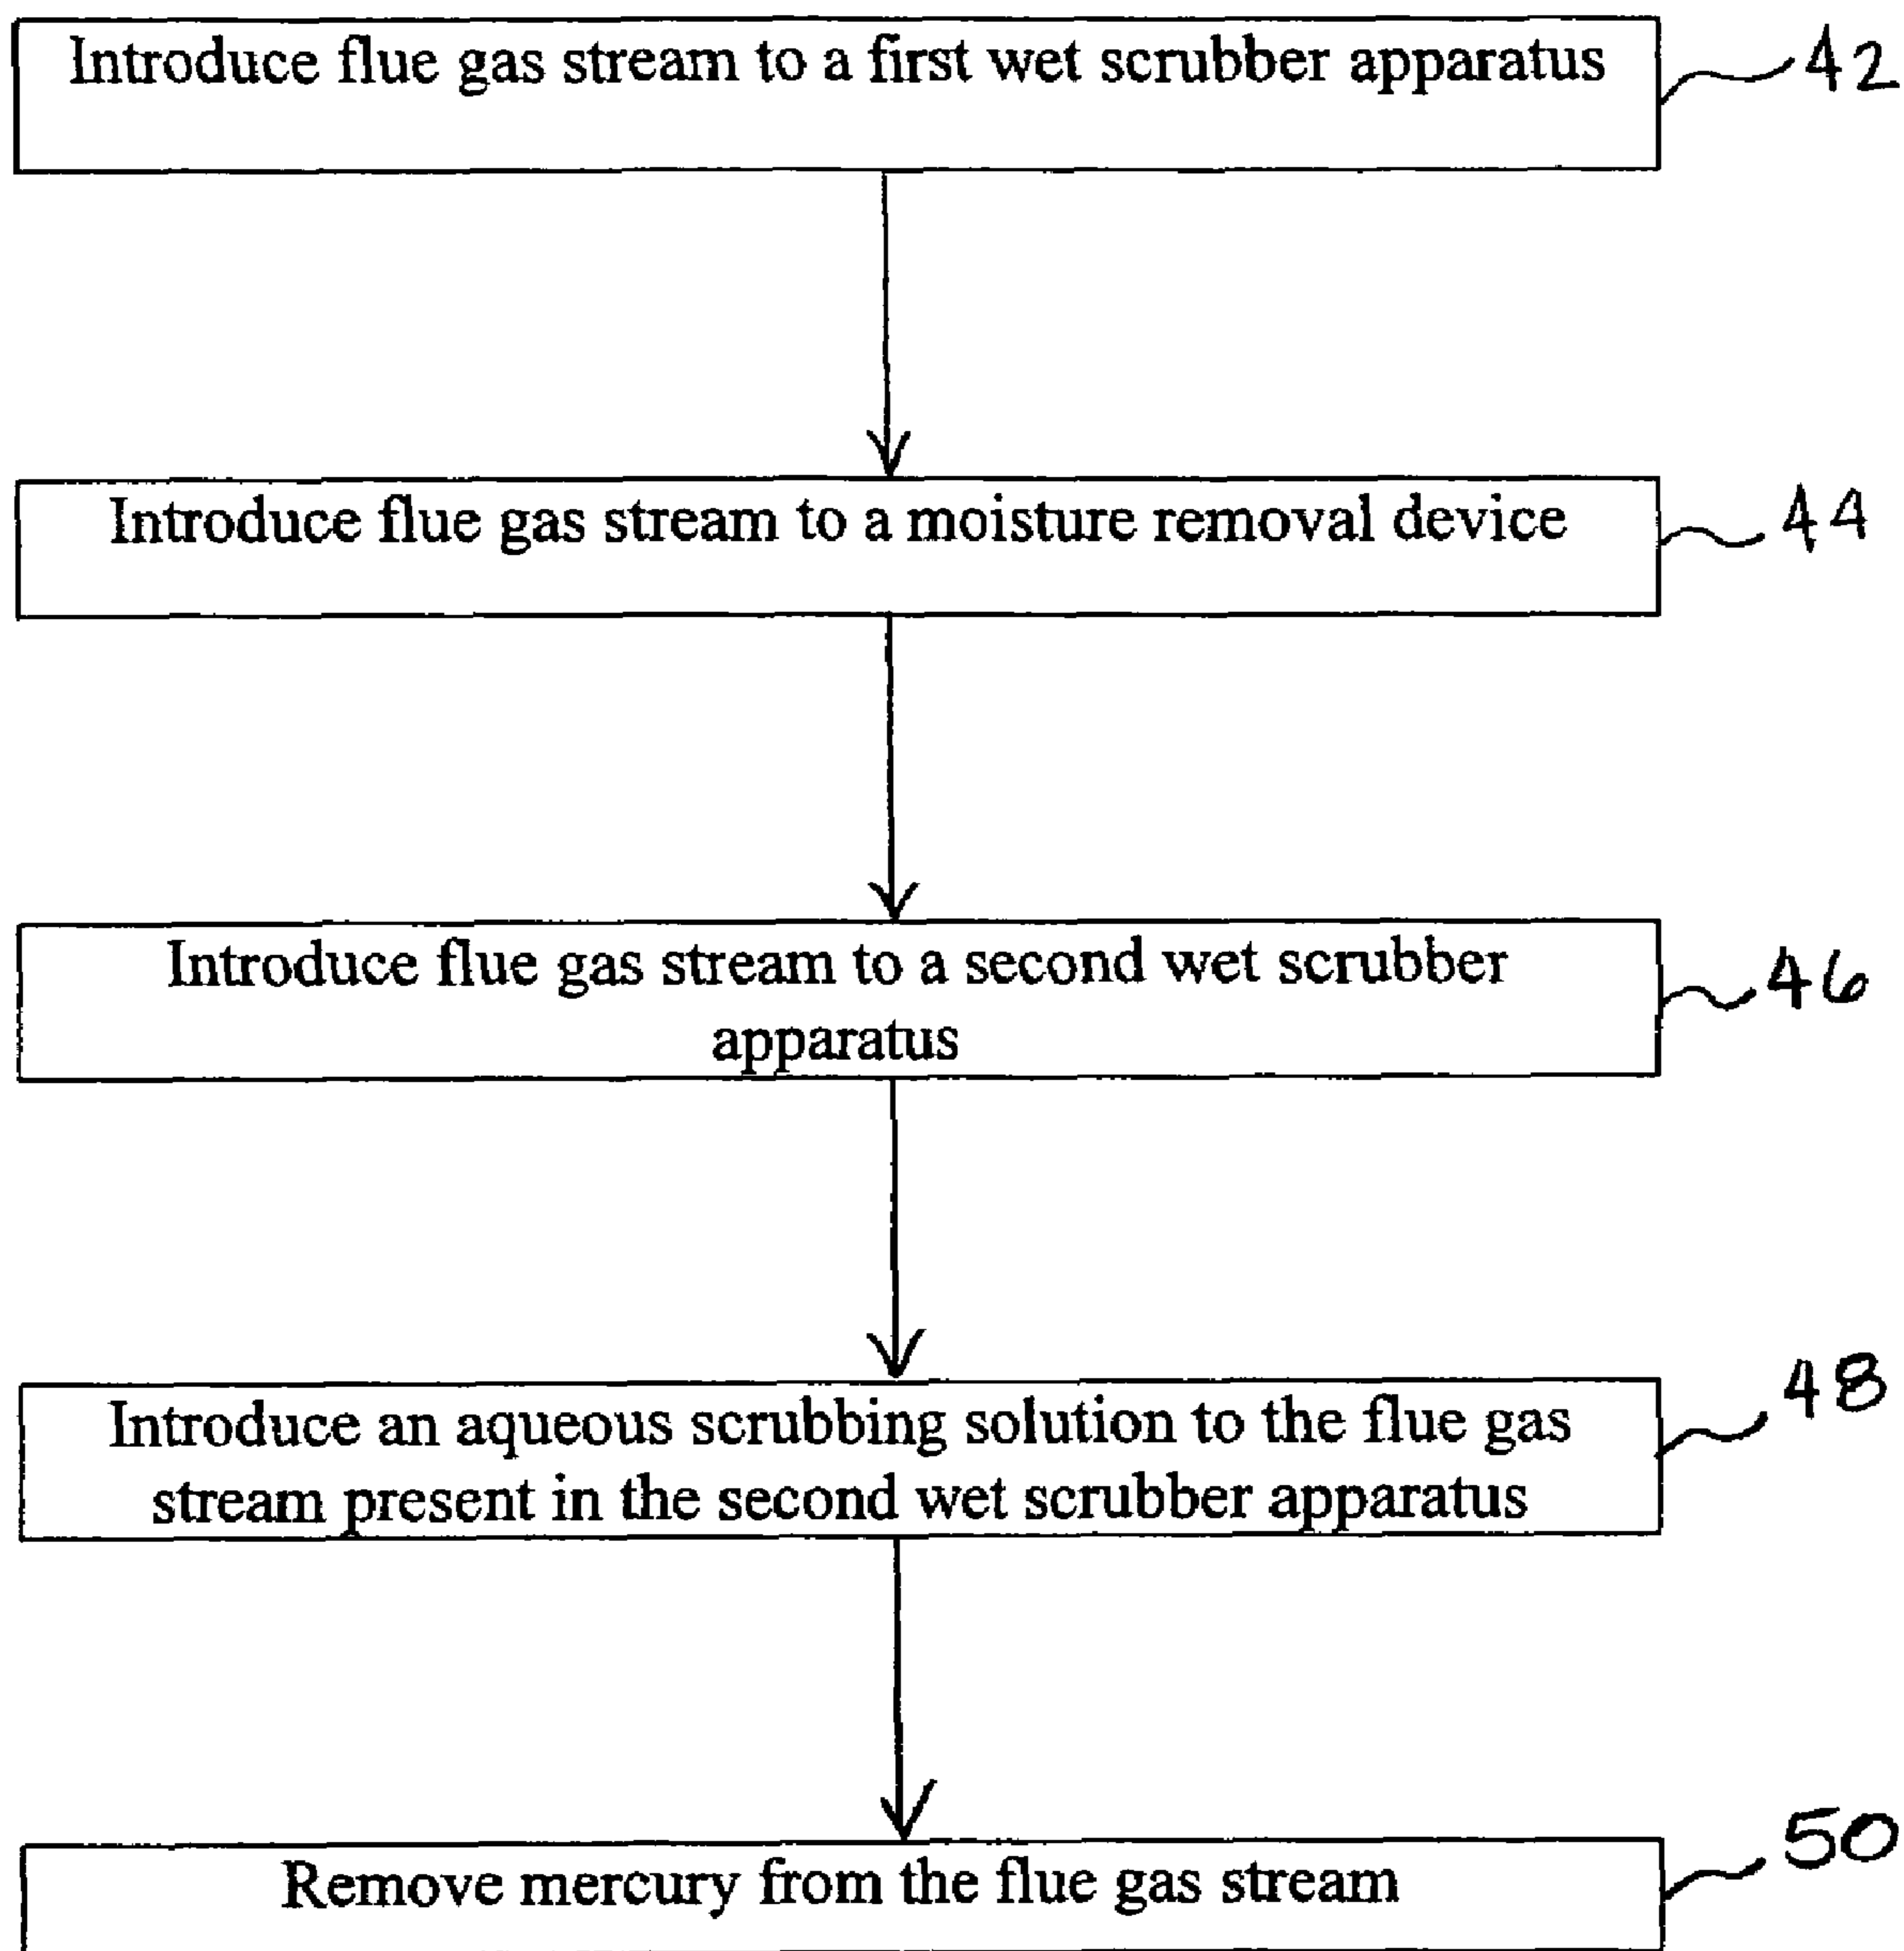 Introduce flue gas stream to a first wet scrubber apparatus
42
Introduce flue gas stream to a moisture removal device
44
Introduce flue gas stream to a second wet scrubber
apparatus
46
Introduce an aqueous scrubbing solution to the flue gas
stream present in the second wet scrubber apparatus
48
Remove mercury from the flue gas stream
50